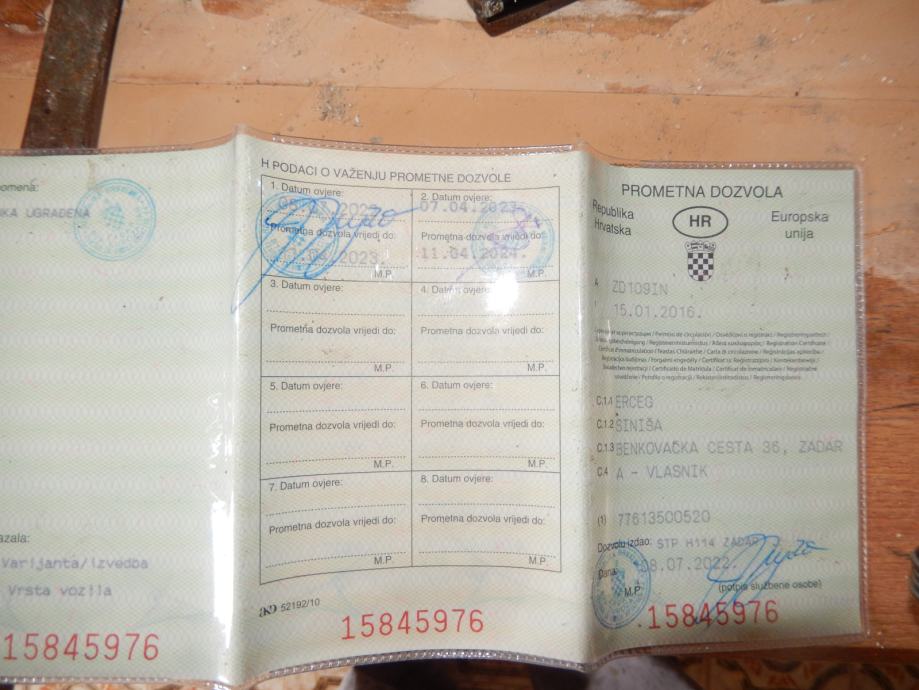 KA UGRAĐENA
Varijanta/izvedba
Vrsta vozila
15845976
H PODACI O VAŽENJU PROMETNE DOZVOLE
1. Datum ovjere:
Prometna dozvola vrijedi do:
2023.
M.P.
2. Datum ovjere:
07.04.2023.
Prometna dozvola vrijedi do:
11.04.2024.
M.P.
3. Datum ovjere:
Prometna dozvola vrijedi do:
M.P.
4. Datum ovjere:
Prometna dozvola vrijedi do:
M.P.
5. Datum ovjere:
Prometna dozvola vrijedi do:
M.P.
6. Datum ovjere:
Prometna dozvola vrijedi do:
M.P.
7. Datum ovjere:
Prometna dozvola vrijedi do:
M.P.
8. Datum ovjere:
Prometna dozvola vrijedi do:
M.P.
52192/10
15845976
PROMETNA DOZVOLA
Republika
Hrvatska
HR
Europska
unija
A ZD109IN
15.01.2016.
C.1.1 ERCEG
C.1.2 SINIŠA
C.1.3 BENKOVAČKA CESTA 36, ZADAR
C.4 A - VLASNIK
(1) 77613500520
Dozvolu izdao: STP H114 ZADAR
Dana: 08.07.2022.
M.P.
(potpis službene osobe)
15845976